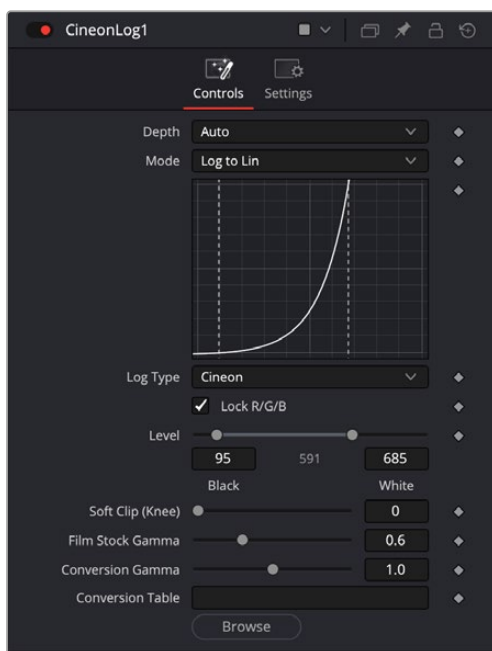 CineonLog1
Controls Settings
Depth Auto
Mode Log to Lin
Log Type Cineon
Lock R/G/B
Level
95 591 685
Black White
Soft Clip (Knee) 0
Film Stock Gamma 0.6
Conversion Gamma 1.0
Conversion Table
Browse